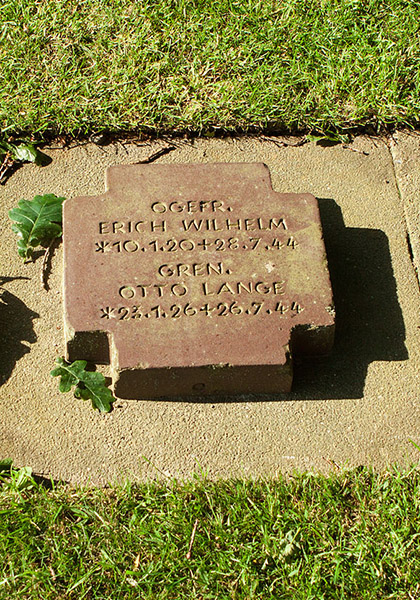 OGEFR.
ERICH WILHELM
*10.1.20+28.7.44
GREN.
OTTO LANGE
*23.1.26+26.7.44